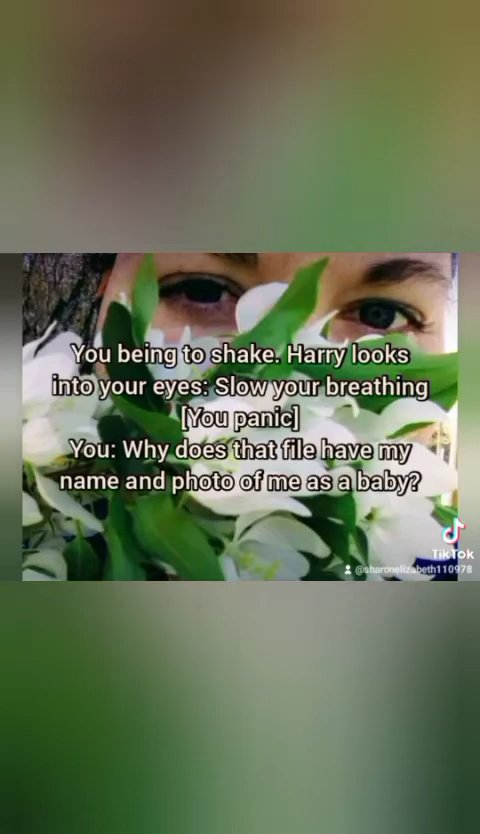 You being to shake. Harry looks
into your eyes: Slow your breathing
[You panic]
You: Why does that file have my
name and photo of me as a baby?
TikTok
@sharonelizabeth110978